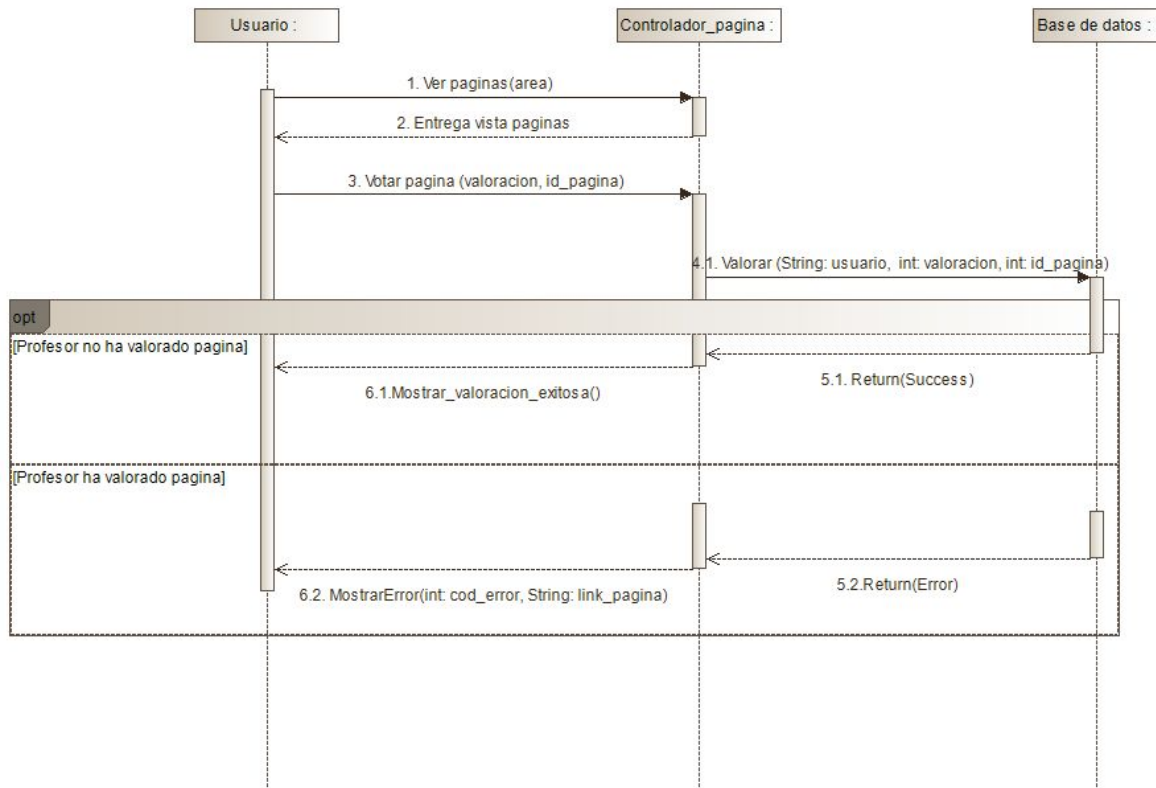 Usuario :
Controlador_pagina :
Base de datos :
1. Ver paginas(area)
2. Entrega vista paginas
3. Votar pagina (valoracion, id_pagina)
4.1. Valorar (String: usuario, int: valoracion, int: id_pagina)
opt
[Profesor no ha valorado pagina]
5.1. Return(Success)
6.1.Mostrar_valoracion_exitosa()
[Profesor ha valorado pagina]
5.2.Return(Error)
6.2. MostrarError(int: cod_error, String: link_pagina)